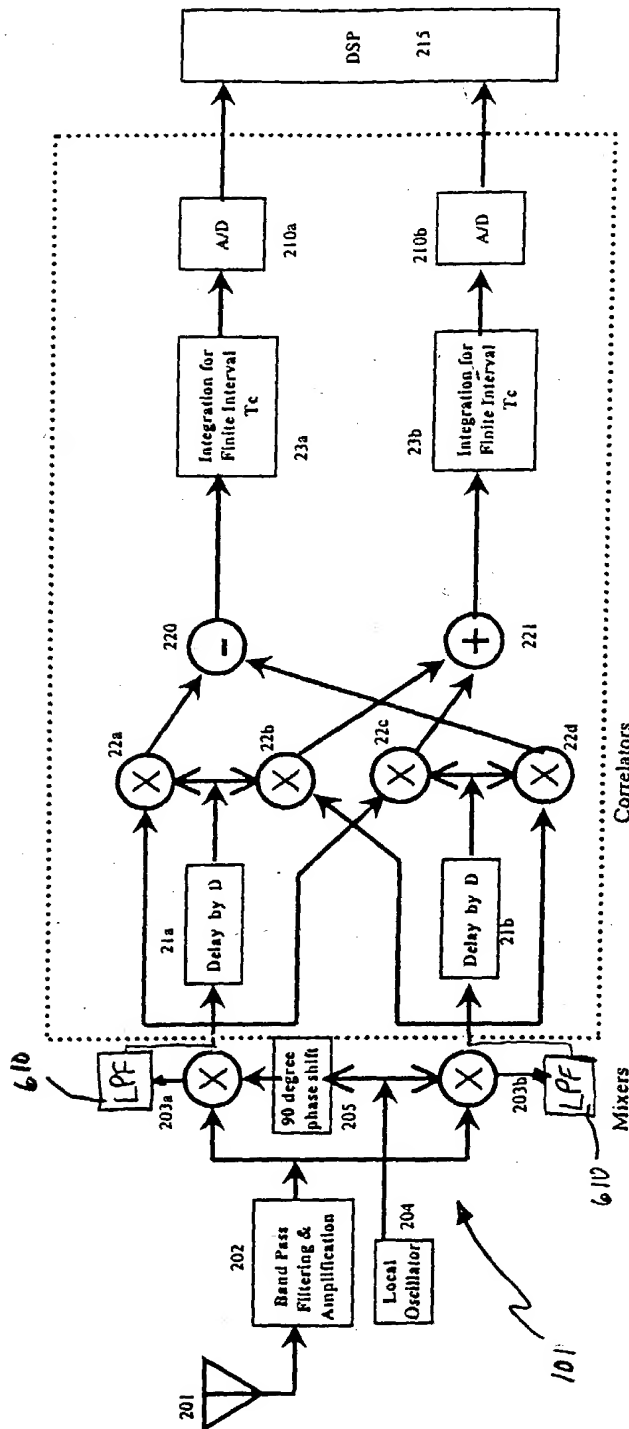 201
Band Pass
Filtering &
Amplification
202
Local
Oscillator
204
101
610
LPF
203a
X
90 degree
phase shift
205
X
203b
LPF
610
Mixers
21a
Delay by D
Delay by D
21b
22a
X
22b
X
22c
X
22d
X
220
-
+
221
Correlators
Integration for
Finite Interval
Tc
23a
Integration for
Finite Interval
Tc
23b
A/D
210a
A/D
210b
DSP
215